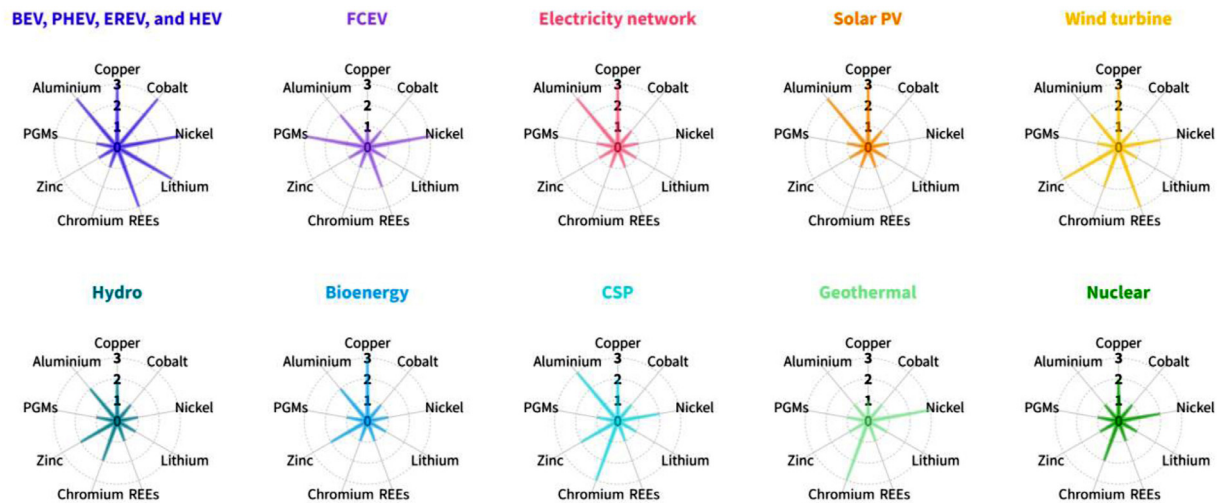 BEV, PHEV, EREV, and HEV
FCEV
Electricity network
Solar PV
Wind turbine
Copper
Aluminium Cobalt
3
2
PGMs 1 Nickel
0
Zinc Lithium
Chromium REEs
Copper
Aluminium Cobalt
3
2
PGMs 1 Nickel
0
Zinc Lithium
Chromium REEs
Copper
Aluminium Cobalt
3
2
PGMs 1 Nickel
0
Zinc Lithium
Chromium REEs
Copper
Aluminium Cobalt
3
2
PGMs 1 Nickel
0
Zinc Lithium
Chromium REEs
Copper
Aluminium Cobalt
3
2
PGMs 1 Nickel
0
Zinc Lithium
Chromium REEs
Hydro
Bioenergy
CSP
Geothermal
Nuclear
Copper
Aluminium Cobalt
3
2
PGMs 1 Nickel
0
Zinc Lithium
Chromium REEs
Copper
Aluminium Cobalt
3
2
PGMs 1 Nickel
0
Zinc Lithium
Chromium REEs
Copper
Aluminium Cobalt
3
2
PGMs 1 Nickel
0
Zinc Lithium
Chromium REEs
Copper
Aluminium Cobalt
3
2
PGMs 1 Nickel
0
Zinc Lithium
Chromium REEs
Copper
Aluminium Cobalt
3
2
PGMs 1 Nickel
0
Zinc Lithium
Chromium REEs